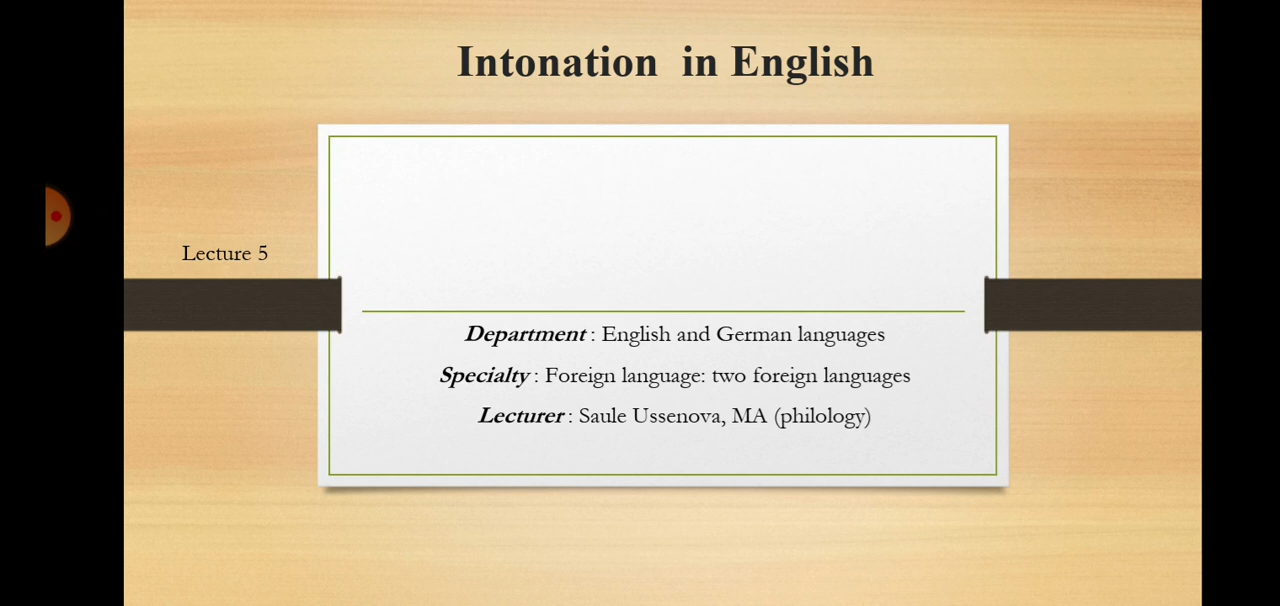 Intonation in English
Lecture 5
Department : English and German languages
Specialty : Foreign language: two foreign languages
Lecturer : Saule Ussenova, MA (philology)